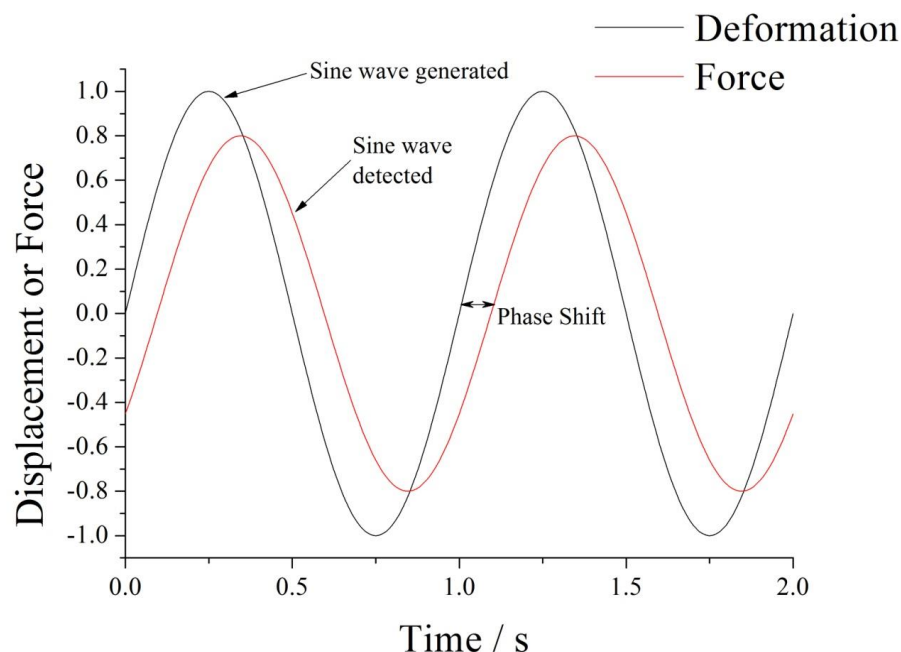 Deformation
Force
Sine wave generated
Sine wave
detected
Phase Shift
Displacement or Force
1.0
0.8
0.6
0.4
0.2
0.0
-0.2
-0.4
-0.6
-0.8
-1.0
0.0 0.5 1.0 1.5 2.0
Time / s